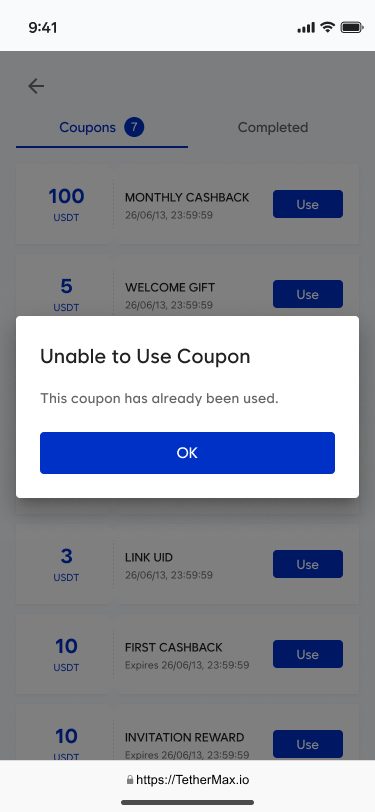 9:41
Coupons 7
Completed
100
USDT
MONTHLY CASHBACK
26/06/13, 23:59:59
Use
5
USDT
WELCOME GIFT
26/06/13, 23:59:59
Use
Unable to Use Coupon
This coupon has already been used.
OK
3
USDT
LINK UID
26/06/13, 23:59:59
Use
10
USDT
FIRST CASHBACK
Expires 26/06/13, 23:59:59
Use
10
USDT
INVITATION REWARD
Expires 26/06/13, 23:59:59
Use
https://TetherMax.io